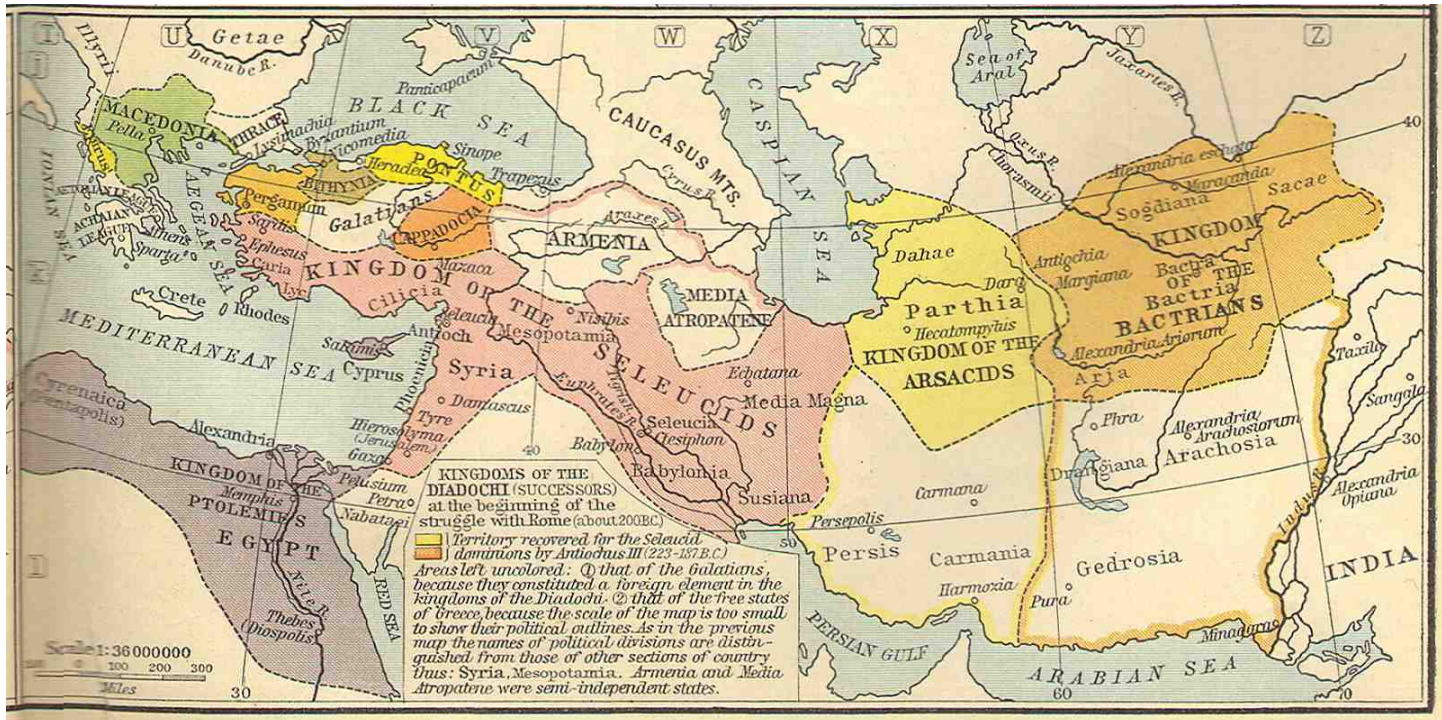 I
U
V
W
X
Y
Z
Illyrii
Getae
Danube R.
Panticapaeum
BLACK SEA
CASPIAN SEA
Sea of Aral
Jaxartes R.
Oxus R.
40
MACEDONIA
Pella
Epirus
THRACE
Lysimachia
Byzantium
Nicomedia
Heraclea
BITHYNIA
PONTUS
Sinope
Trapezus
CAUCASUS MTS.
Cyrus R.
Araxes R.
Chorasmii
Alexandria eschata
Maracanda
Sogdiana
Sacae
IONIAN SEA
AETOLIAN LEAG.
ACHAIAN LEAGUE
Athens
Sparta
AEGEAN SEA
Pergamum
Sardis
Ephesus
Caria
Lyc.
Galatians
CAPPADOCIA
Mazaca
ARMENIA
KINGDOM OF THE SELEUCIDS
Cilicia
MEDIA
ATROPATENE
Dahae
Dara
Parthia
Hecatompylus
KINGDOM OF THE
ARSACIDS
Antiochia
Margiana
KINGDOM
OF THE
BACTRIANS
Bactra
Bactria
Alexandria Ariorum
Aria
Crete
Rhodes
MEDITERRANEAN SEA
Salamis
Cyprus
Seleucia
Antioch
Nisibis
Mesopotamia
Syria
Phoenicia
Damascus
Tyre
Hierosolyma
(Jerusalem)
Gaza
Euphrates R.
Tigris R.
Ecbatana
Media Magna
Seleucia
Ctesiphon
Babylon
Babylonia
Susiana
40
Cyrenaica
(Pentapolis)
Alexandria
KINGDOM OF THE
PTOLEMIES
Memphis
EGYPT
Pelusium
Petra
Nabataei
Nile R.
Thebes
(Diospolis)
RED SEA
Phra
Drangiana
Alexandria
Arachosiorum
Arachosia
Taxila
Sangala
30
Alexandria
Opiana
Indus R.
INDIA
Carmana
Persepolis
50
Persis
Carmania
Harmozia
Gedrosia
Pura
Minagara
PERSIAN GULF
ARABIAN SEA
60
70
KINGDOMS OF THE
DIADOCHI (SUCCESSORS)
at the beginning of the
struggle with Rome (about 200 B.C.)
Territory recovered for the Seleucid
dominions by Antiochus III (223-187 B.C.)
Areas left uncolored: ① that of the Galatians,
because they constituted a foreign element in the
kingdoms of the Diadochi. ② that of the free states
of Greece, because the scale of the map is too small
to show their political outlines. As in the previous
map the names of political divisions are distin-
guished from those of other sections of country
thus: Syria, Mesopotamia. Armenia and Media
Atropatene were semi-independent states.
Scale 1:36000000
0 100 200 300
Miles
30